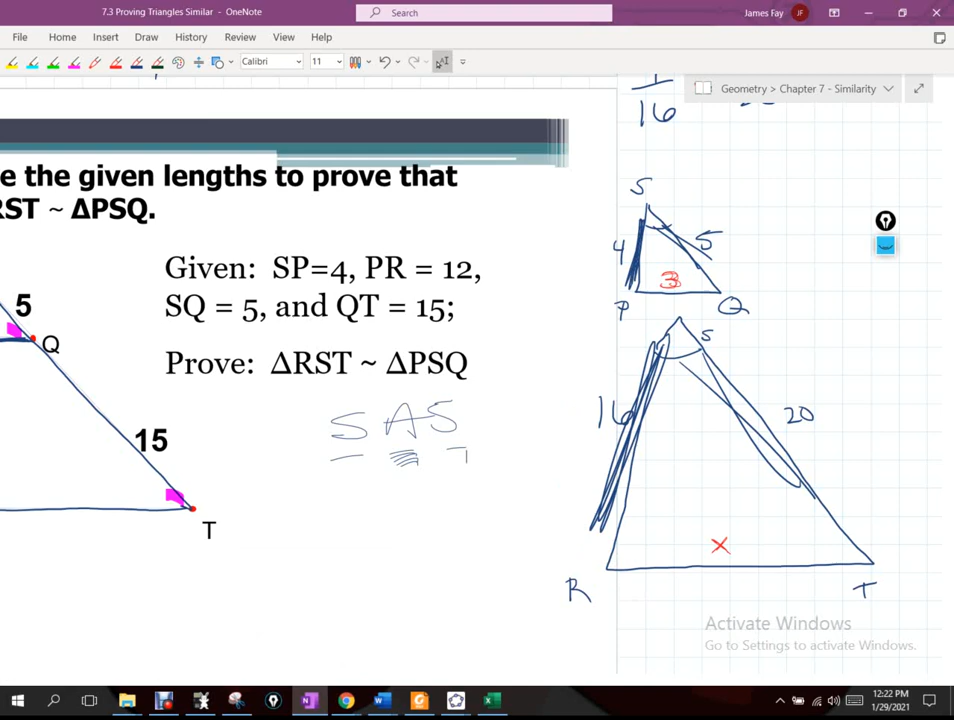 7.3 Proving Triangles Similar - OneNote
Search
James Fay
JF
File Home Insert Draw History Review View Help
Calibri
11
Geometry > Chapter 7 - Similarity
16
e the given lengths to prove that
RST ~ ΔPSQ.
Given: SP=4, PR = 12,
SQ = 5, and QT = 15;
Prove: ΔRST ~ ΔPSQ
SAS
5
Q
15
T
S
4
5
3
P
Q
S
16
20
x
R
T
Activate Windows
Go to Settings to activate Windows.
12:22 PM
1/29/2021